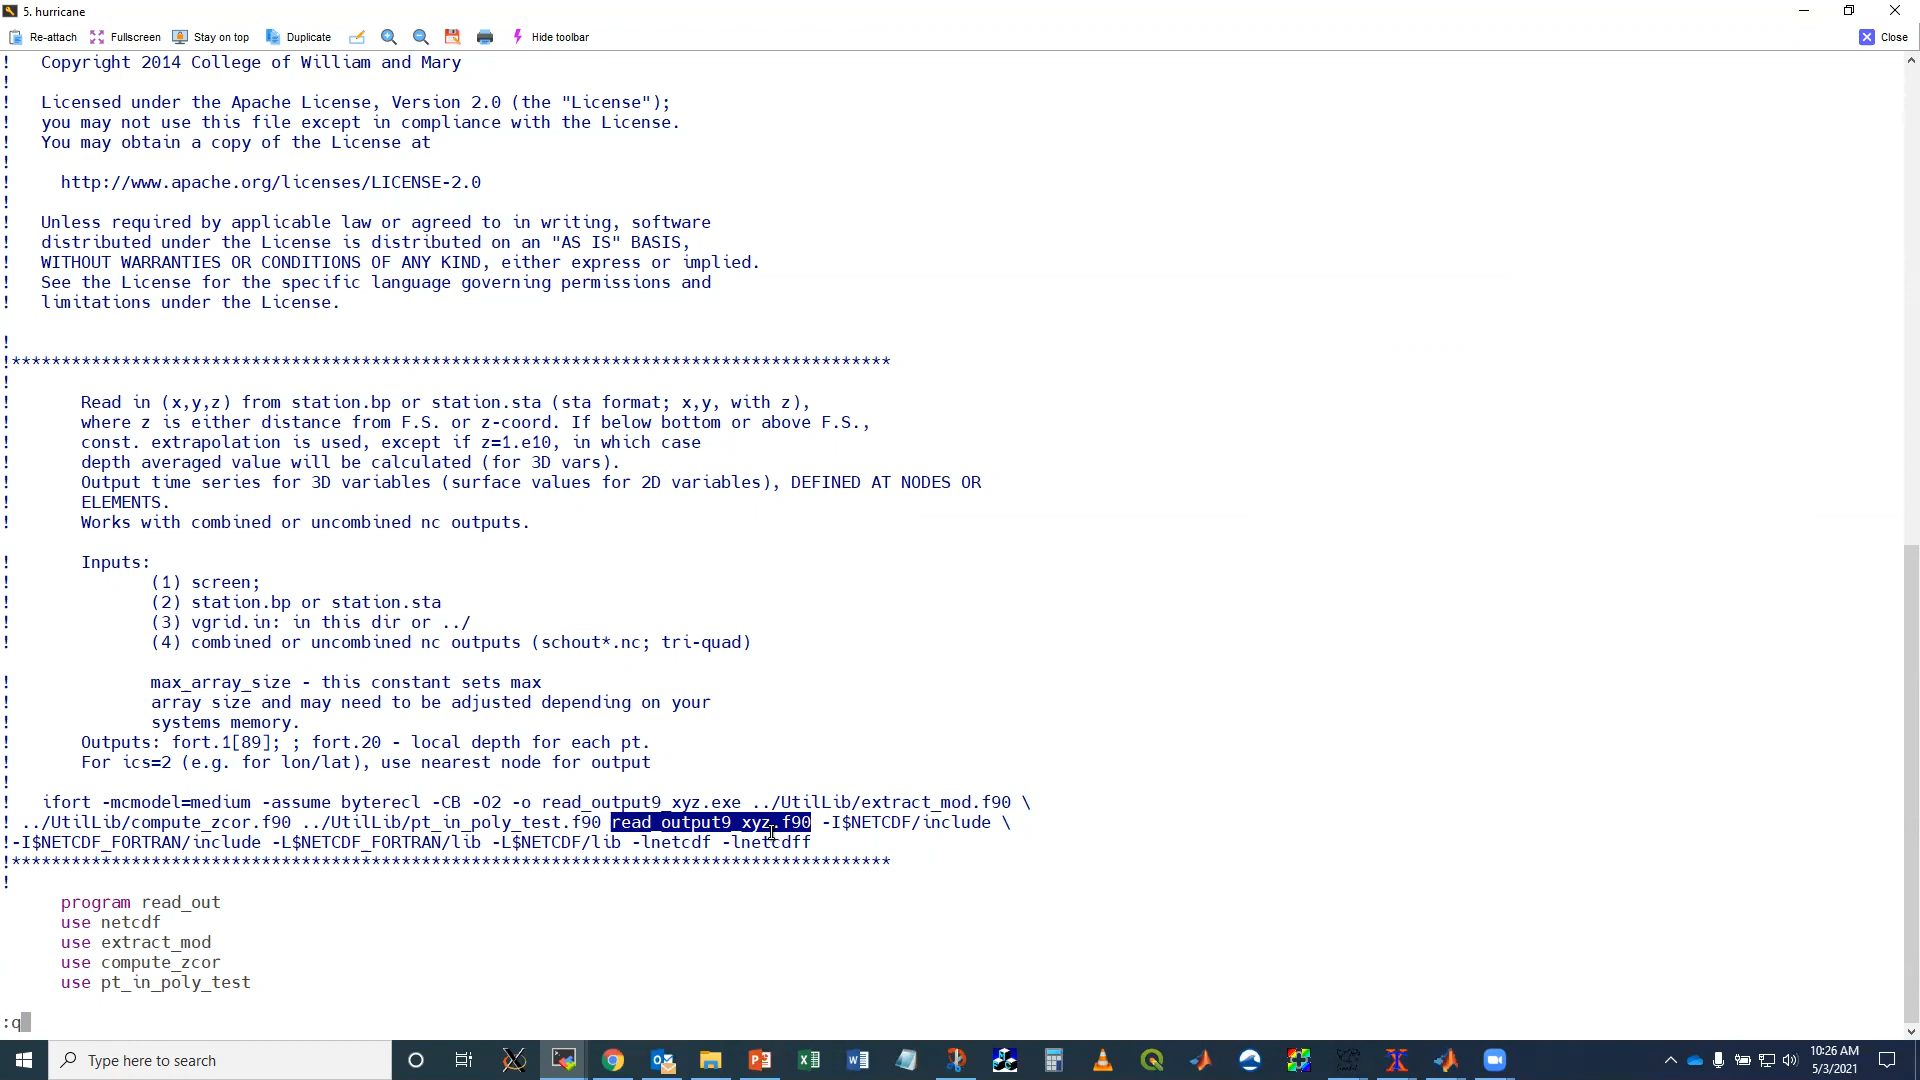 5. hurricane
Re-attach Fullscreen Stay on top Duplicate Hide toolbar Close
! Copyright 2014 College of William and Mary
!
! Licensed under the Apache License, Version 2.0 (the "License");
! you may not use this file except in compliance with the License.
! You may obtain a copy of the License at
!
! http://www.apache.org/licenses/LICENSE-2.0
!
! Unless required by applicable law or agreed to in writing, software
! distributed under the License is distributed on an "AS IS" BASIS,
! WITHOUT WARRANTIES OR CONDITIONS OF ANY KIND, either express or implied.
! See the License for the specific language governing permissions and
! limitations under the License.
!
!****************************************************************************************
!
! Read in (x,y,z) from station.bp or station.sta (sta format; x,y, with z),
! where z is either distance from F.S. or z-coord. If below bottom or above F.S.,
! const. extrapolation is used, except if z=1.e10, in which case
! depth averaged value will be calculated (for 3D vars).
! Output time series for 3D variables (surface values for 2D variables), DEFINED AT NODES OR
! ELEMENTS.
! Works with combined or uncombined nc outputs.
! Inputs:
! (1) screen;
! (2) station.bp or station.sta
! (3) vgrid.in: in this dir or ../
! (4) combined or uncombined nc outputs (schout*.nc; tri-quad)
! max_array_size - this constant sets max
! array size and may need to be adjusted depending on your
! systems memory.
! Outputs: fort.1[89]; ; fort.20 - local depth for each pt.
! For ics=2 (e.g. for lon/lat), use nearest node for output
!
! ifort -mcmodel=medium -assume byterecl -CB -O2 -o read_output9_xyz.exe ../UtilLib/extract_mod.f90 \
! ../UtilLib/compute_zcor.f90 ../UtilLib/pt_in_poly_test.f90 read_output9_xyz.f90 -I$NETCDF/include \
!-I$NETCDF_FORTRAN/include -L$NETCDF_FORTRAN/lib -L$NETCDF/lib -lnetcdf -lnetcdff
!****************************************************************************************
!
program read_out
use netcdf
use extract_mod
use compute_zcor
use pt_in_poly_test
:q
Type here to search
10:26 AM
5/3/2021